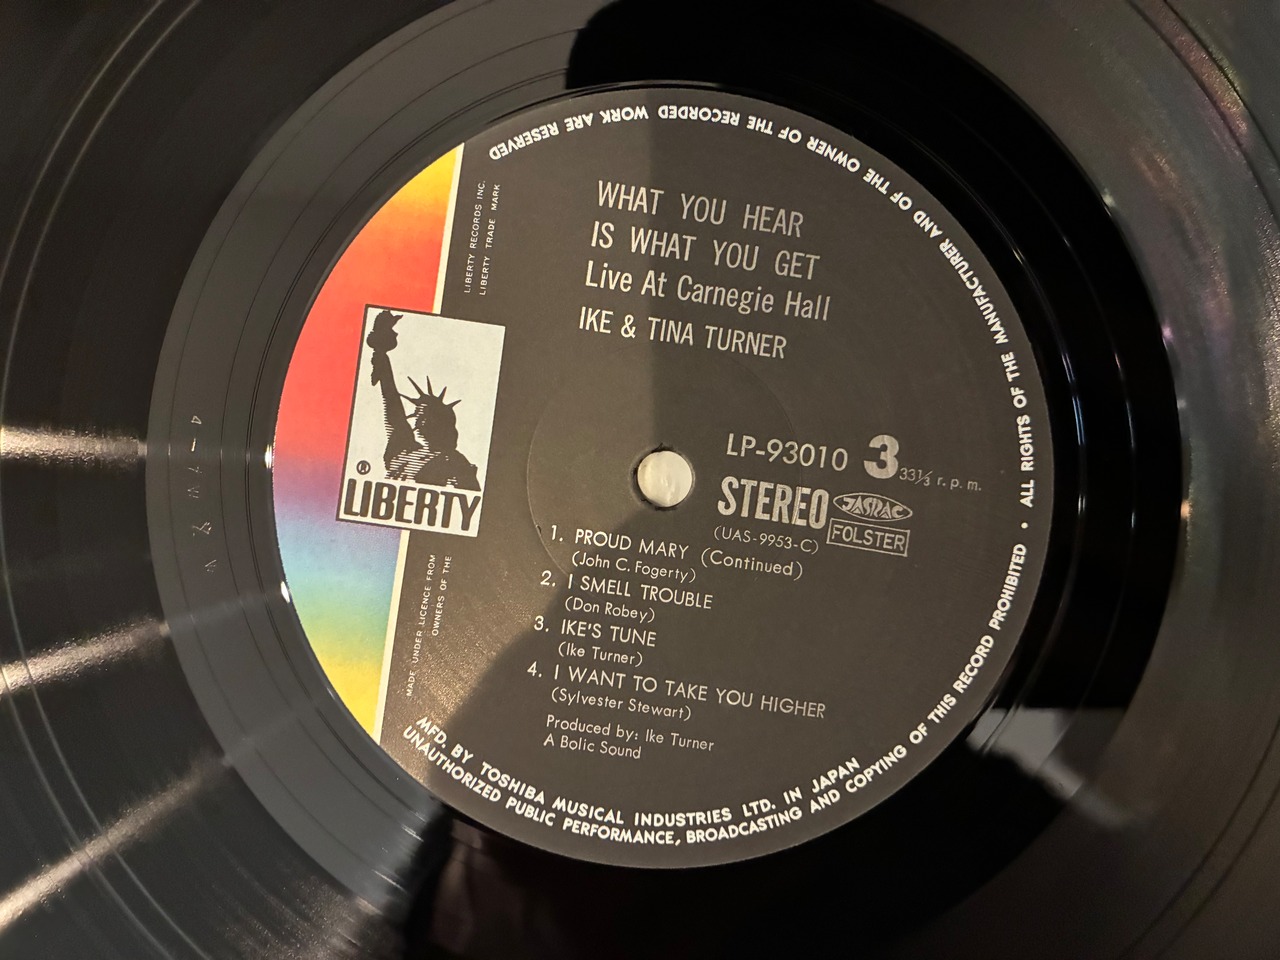 WHAT YOU HEAR
IS WHAT YOU GET
Live At Carnegie Hall
IKE & TINA TURNER
LIBERTY RECORDS INC.
LIBERTY TRADE MARK
®
LIBERTY
LP-93010 3 33⅓ r. p. m.
STEREO JASRAC
(UAS-9953-C) FOLSTER
1. PROUD MARY (Continued)
(John C. Fogerty)
2. I SMELL TROUBLE
(Don Robey)
3. IKE'S TUNE
(Ike Turner)
4. I WANT TO TAKE YOU HIGHER
(Sylvester Stewart)
Produced by: Ike Turner
A Bolic Sound
MADE UNDER LICENCE FROM
OWNERS OF THE
MFD. BY TOSHIBA MUSICAL INDUSTRIES LTD. IN JAPAN
UNAUTHORIZED PUBLIC PERFORMANCE, BROADCASTING AND COPYING OF THIS RECORD PROHIBITED • ALL RIGHTS OF THE MANUFACTURER AND OF THE OWNER OF THE RECORDED WORK ARE RESERVED